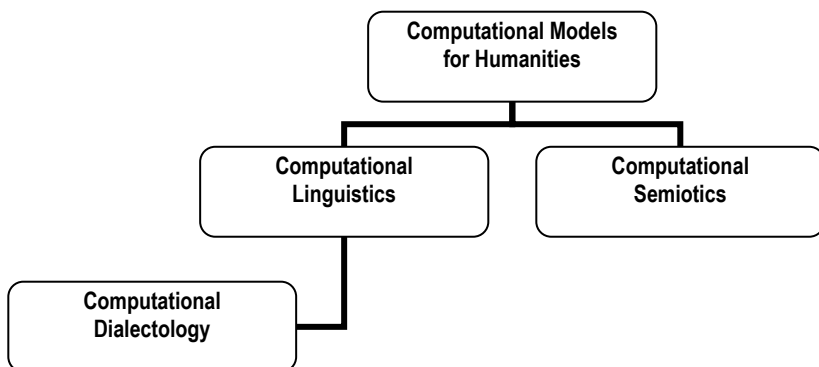 Computational Models
for Humanities
Computational
Linguistics
Computational
Semiotics
Computational
Dialectology